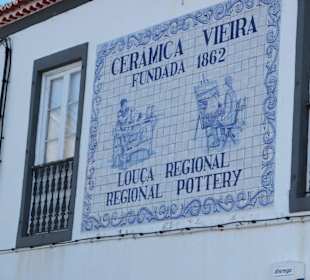 CERAMICA VIEIRA
FUNDADA 1862
LOUÇA REGIONAL
REGIONAL POTTERY